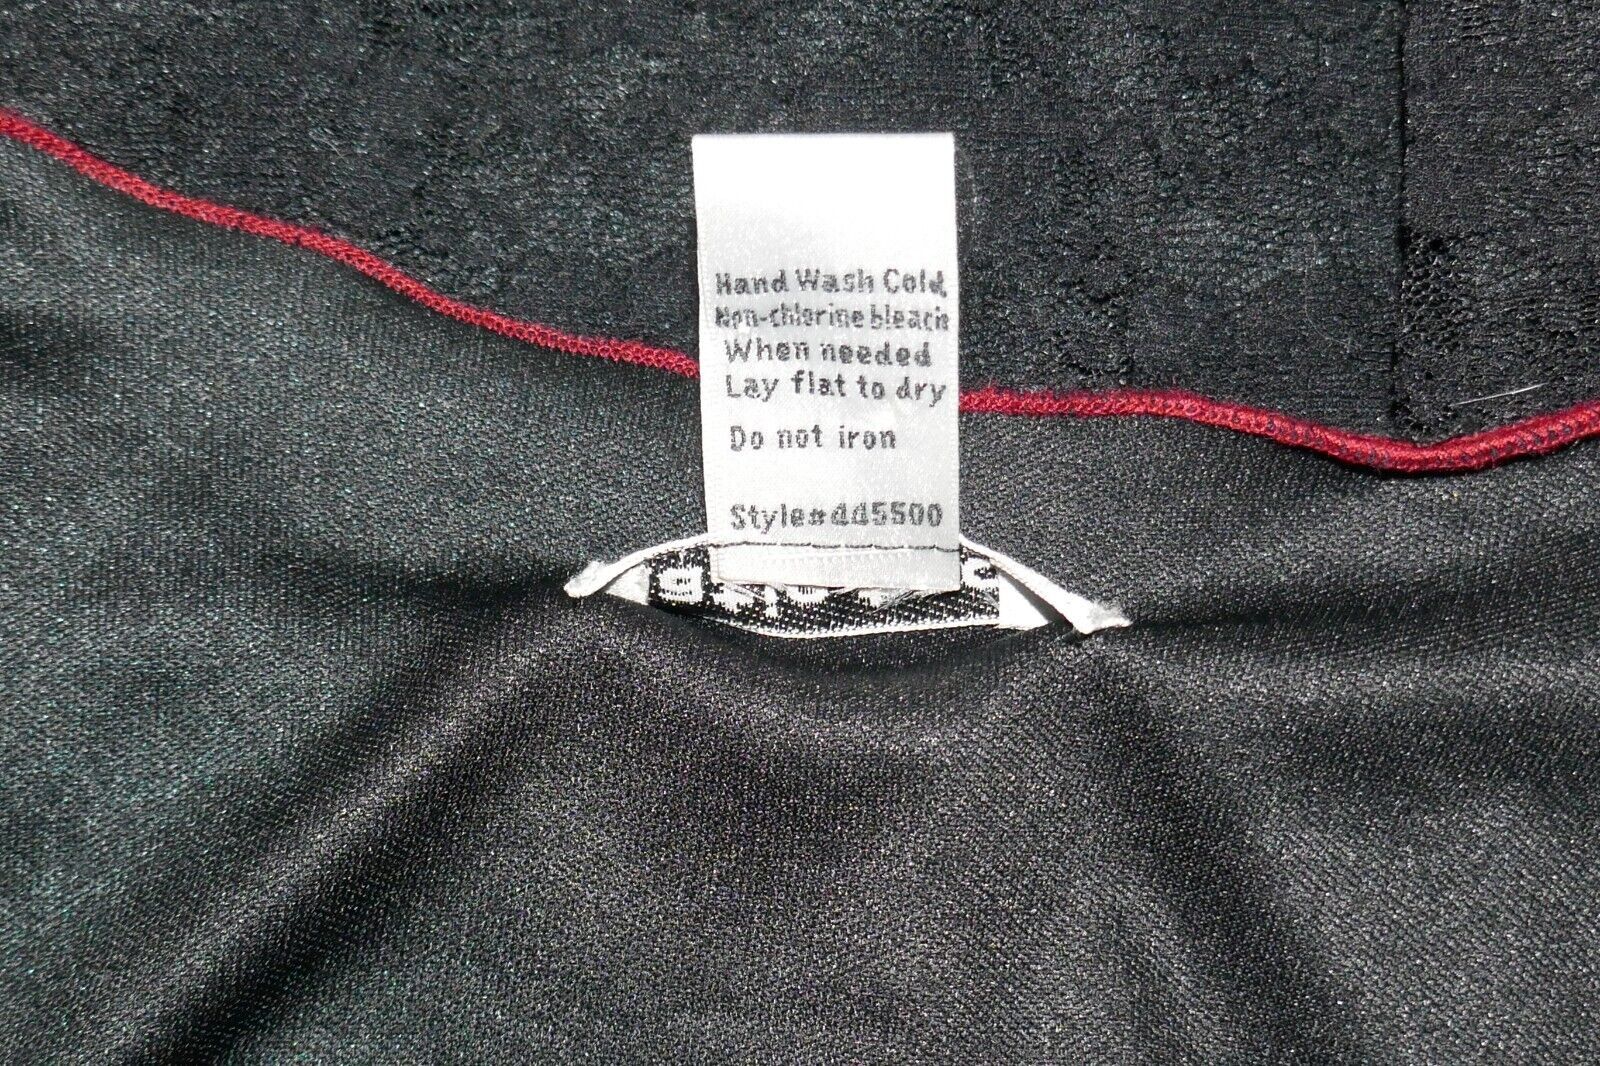 Hand Wash Cold
Non-chlorine bleach
When needed
Lay flat to dry
Do not iron
Style#dd5500